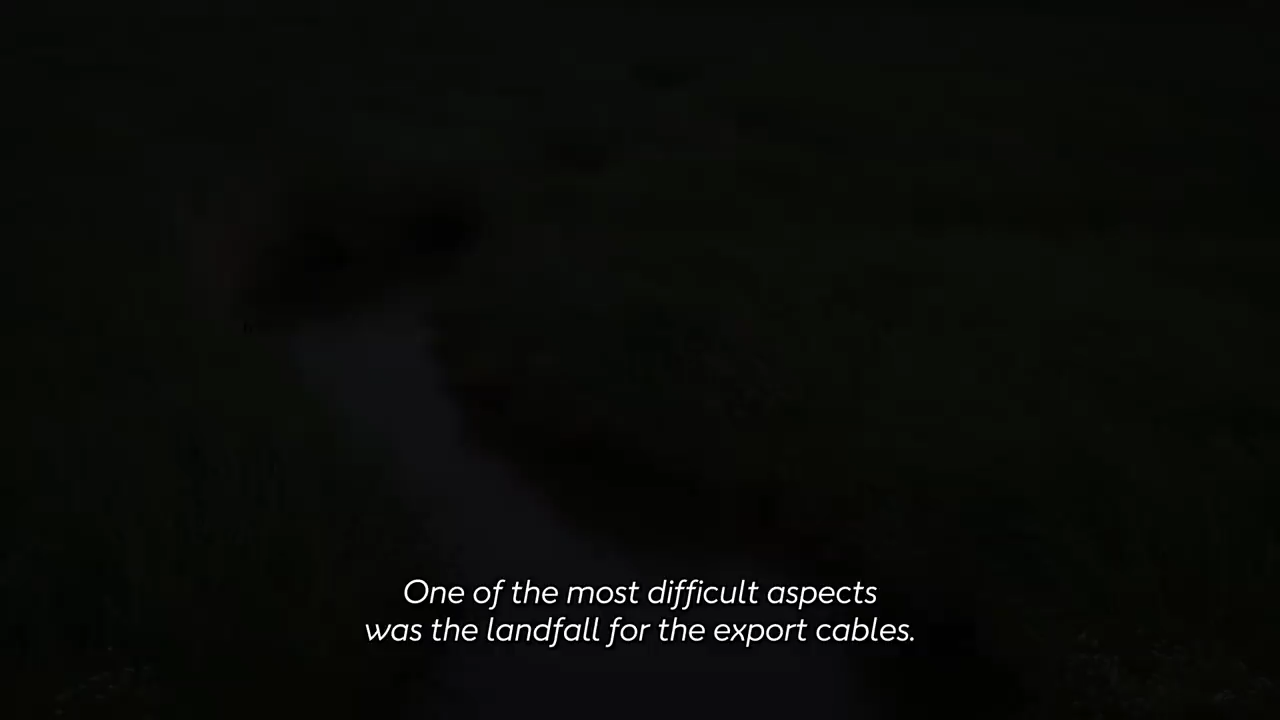 One of the most difficult aspects
was the landfall for the export cables.